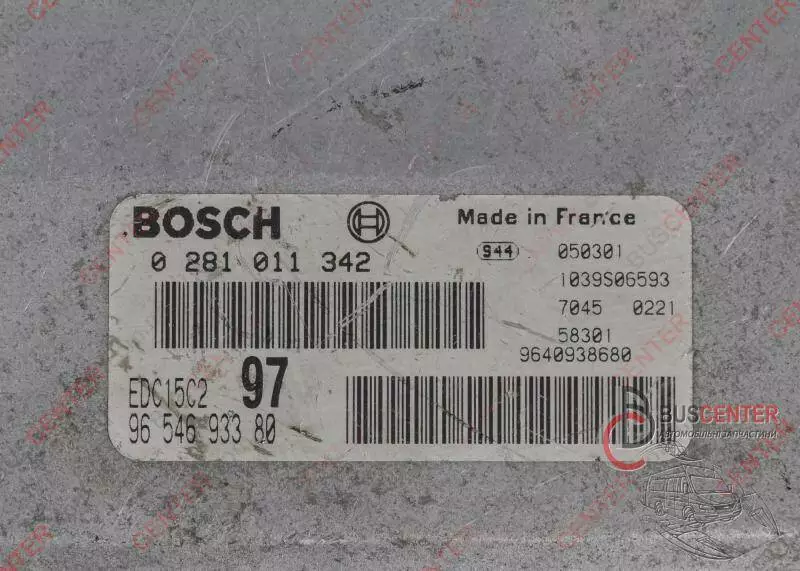 BOSCH
Made in France
0 281 011 342
944
050301
1039S06593
7045 0221
58301
9640938680
EDC15C2 97
96 546 933 80
BUSCENTER
АВТОМОБІЛЬНІ ЗАПЧАСТИНИ